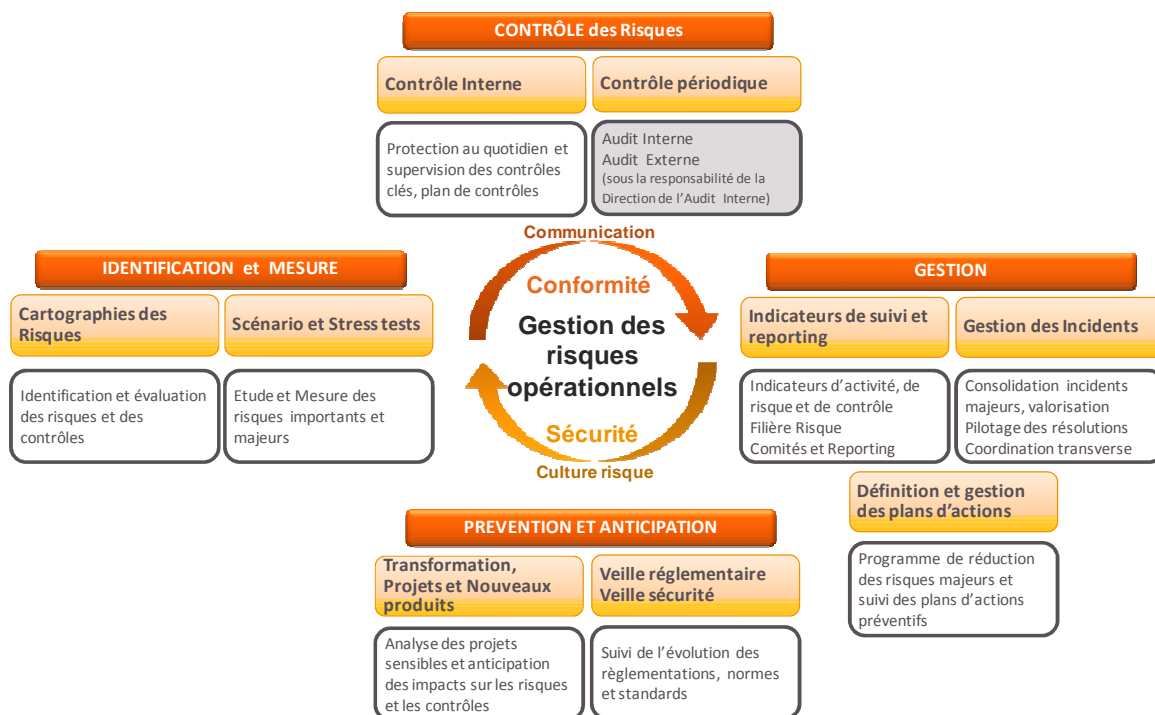 CONTRÔLE des Risques
Contrôle Interne
Contrôle périodique
Protection au quotidien et
supervision des contrôles
clés, plan de contrôles
Audit Interne
Audit Externe
(sous la responsabilité de la
Direction de l'Audit Interne)
Communication
Conformité
Gestion des
risques
opérationnels
Sécurité
Culture risque
IDENTIFICATION et MESURE
Cartographies des
Risques
Scénario et Stress tests
Identification et évaluation
des risques et des
contrôles
Etude et Mesure des
risques importants et
majeurs
GESTION
Indicateurs de suivi et
reporting
Gestion des Incidents
Indicateurs d'activité, de
risque et de contrôle
Filière Risque
Comités et Reporting
Consolidation incidents
majeurs, valorisation
Pilotage des résolutions
Coordination transverse
Définition et gestion
des plans d'actions
Programme de réduction
des risques majeurs et
suivi des plans d'actions
préventifs
PREVENTION ET ANTICIPATION
Transformation,
Projets et Nouveaux
produits
Veille réglementaire
Veille sécurité
Analyse des projets
sensibles et anticipation
des impacts sur les risques
et les contrôles
Suivi de l'évolution des
règlementations, normes
et standards